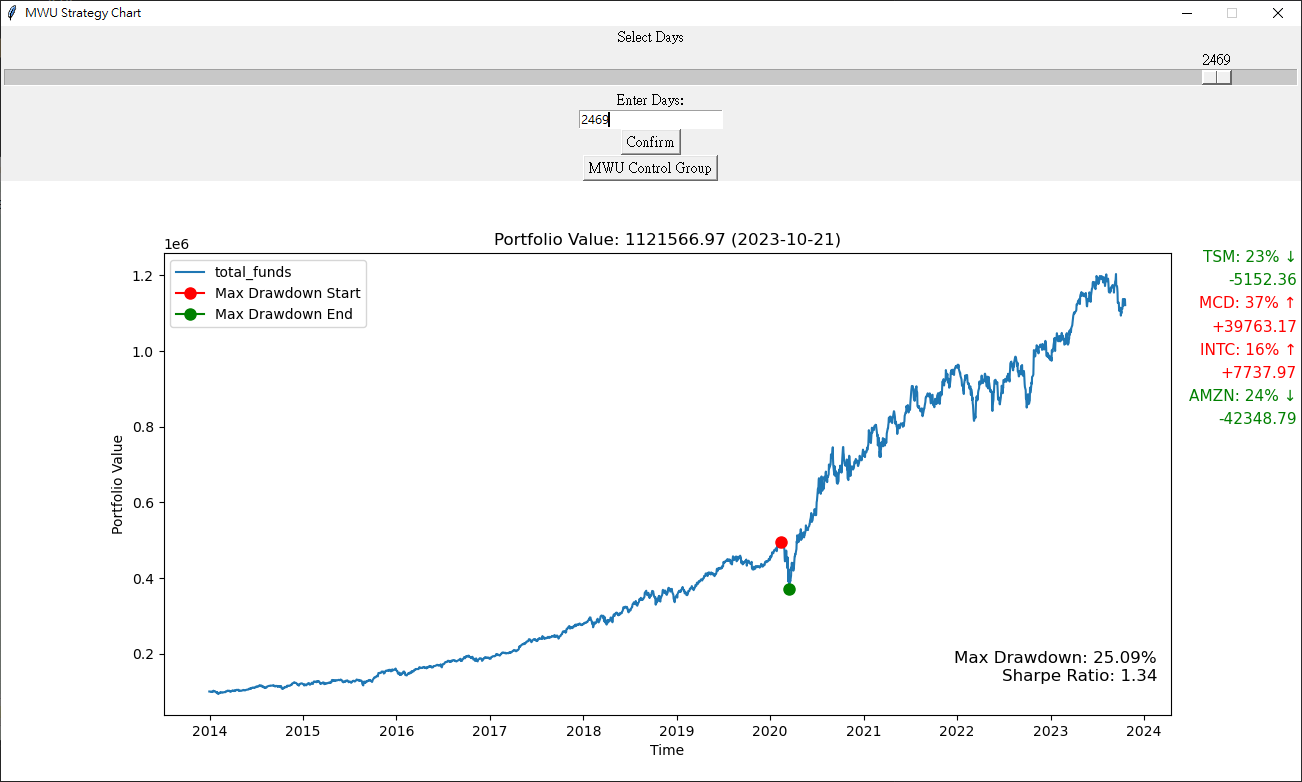 MWU Strategy Chart
Select Days
2469
Enter Days:
2469
Confirm
MWU Control Group
Portfolio Value: 1121566.97 (2023-10-21)
1e6
total_funds
Max Drawdown Start
Max Drawdown End
1.2
1.0
0.8
0.6
0.4
0.2
Portfolio Value
TSM: 23% ↓
-5152.36
MCD: 37% ↑
+39763.17
INTC: 16% ↑
+7737.97
AMZN: 24% ↓
-42348.79
Max Drawdown: 25.09%
Sharpe Ratio: 1.34
2014 2015 2016 2017 2018 2019 2020 2021 2022 2023 2024
Time